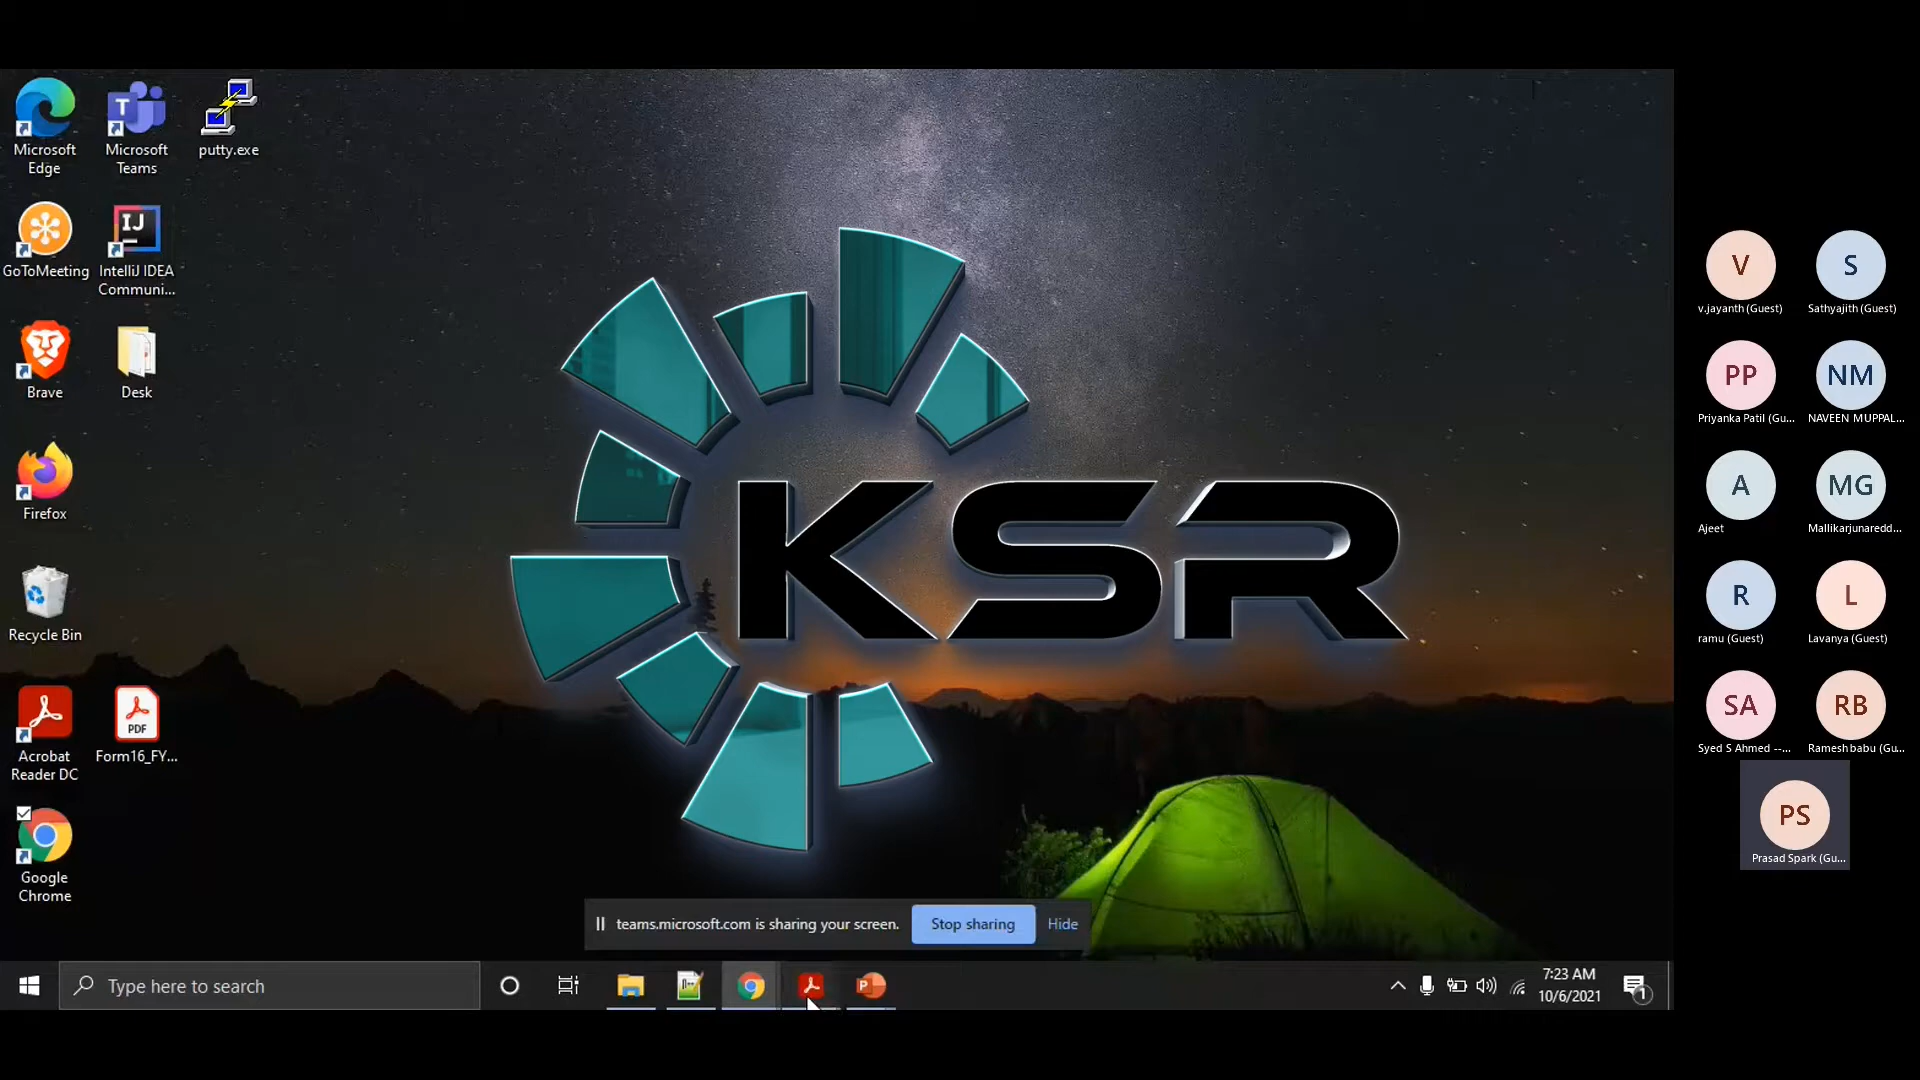 Microsoft
Edge
Microsoft
Teams
putty.exe
GoToMeeting
IntelliJ IDEA
Communi...
Brave
Desk
Firefox
Recycle Bin
Acrobat
Reader DC
PDF
Form16_FY...
Google
Chrome
KSR
teams.microsoft.com is sharing your screen.
Stop sharing
Hide
Type here to search
7:23 AM
10/6/2021
1
V
v.jayanth (Guest)
S
Sathyajith (Guest)
PP
Priyanka Patil (Gu...
NM
NAVEEN MUPPAL...
A
Ajeet
MG
Mallikarjunaredd...
R
ramu (Guest)
L
Lavanya (Guest)
SA
Syed S Ahmed --...
RB
Rameshbabu (Gu...
PS
Prasad Spark (Gu...